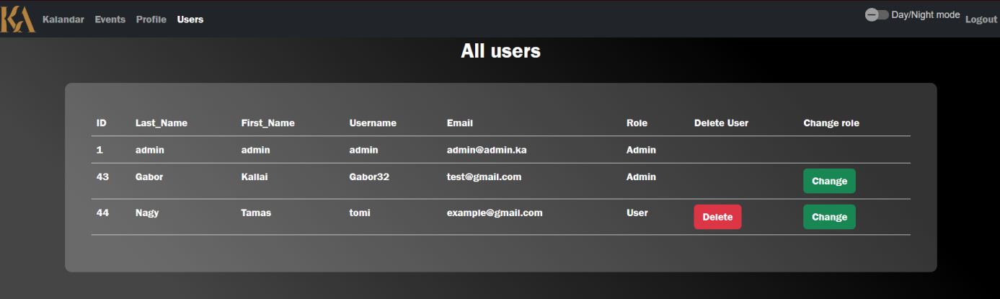 KA Kalandar Events Profile Users Day/Night mode Logout
All users
ID Last_Name First_Name Username Email Role Delete User Change role
1 admin admin admin admin@admin.ka Admin
43 Gabor Kallai Gabor32 test@gmail.com Admin Change
44 Nagy Tamas tomi example@gmail.com User Delete Change